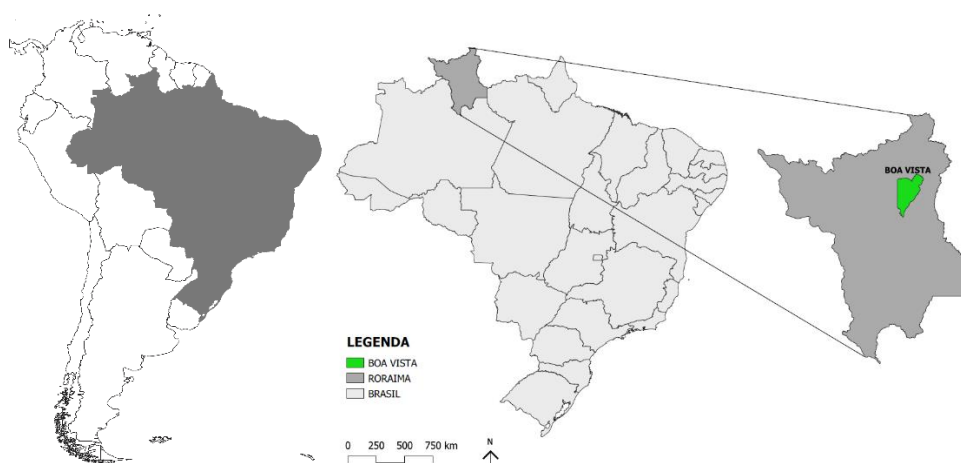 BOA VISTA
LEGENDA
BOA VISTA
RORAIMA
BRASIL
0 250 500 750 km
N